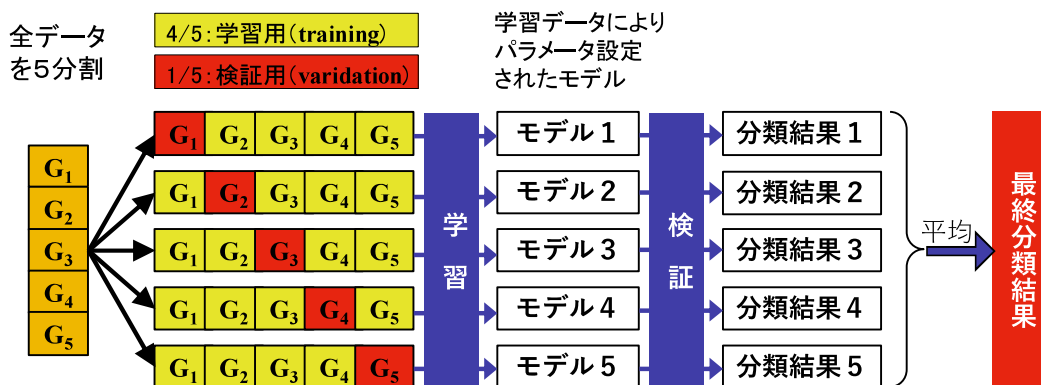 全データ
を5分割
4/5:学習用(training)
1/5:検証用(varidation)
学習データにより
パラメータ設定
されたモデル
G1
G2
G3
G4
G5
G1 G2 G3 G4 G5
G1 G2 G3 G4 G5
G1 G2 G3 G4 G5
G1 G2 G3 G4 G5
G1 G2 G3 G4 G5
学習
モデル1
モデル2
モデル3
モデル4
モデル5
検証
分類結果1
分類結果2
分類結果3
分類結果4
分類結果5
平均
最終分類結果